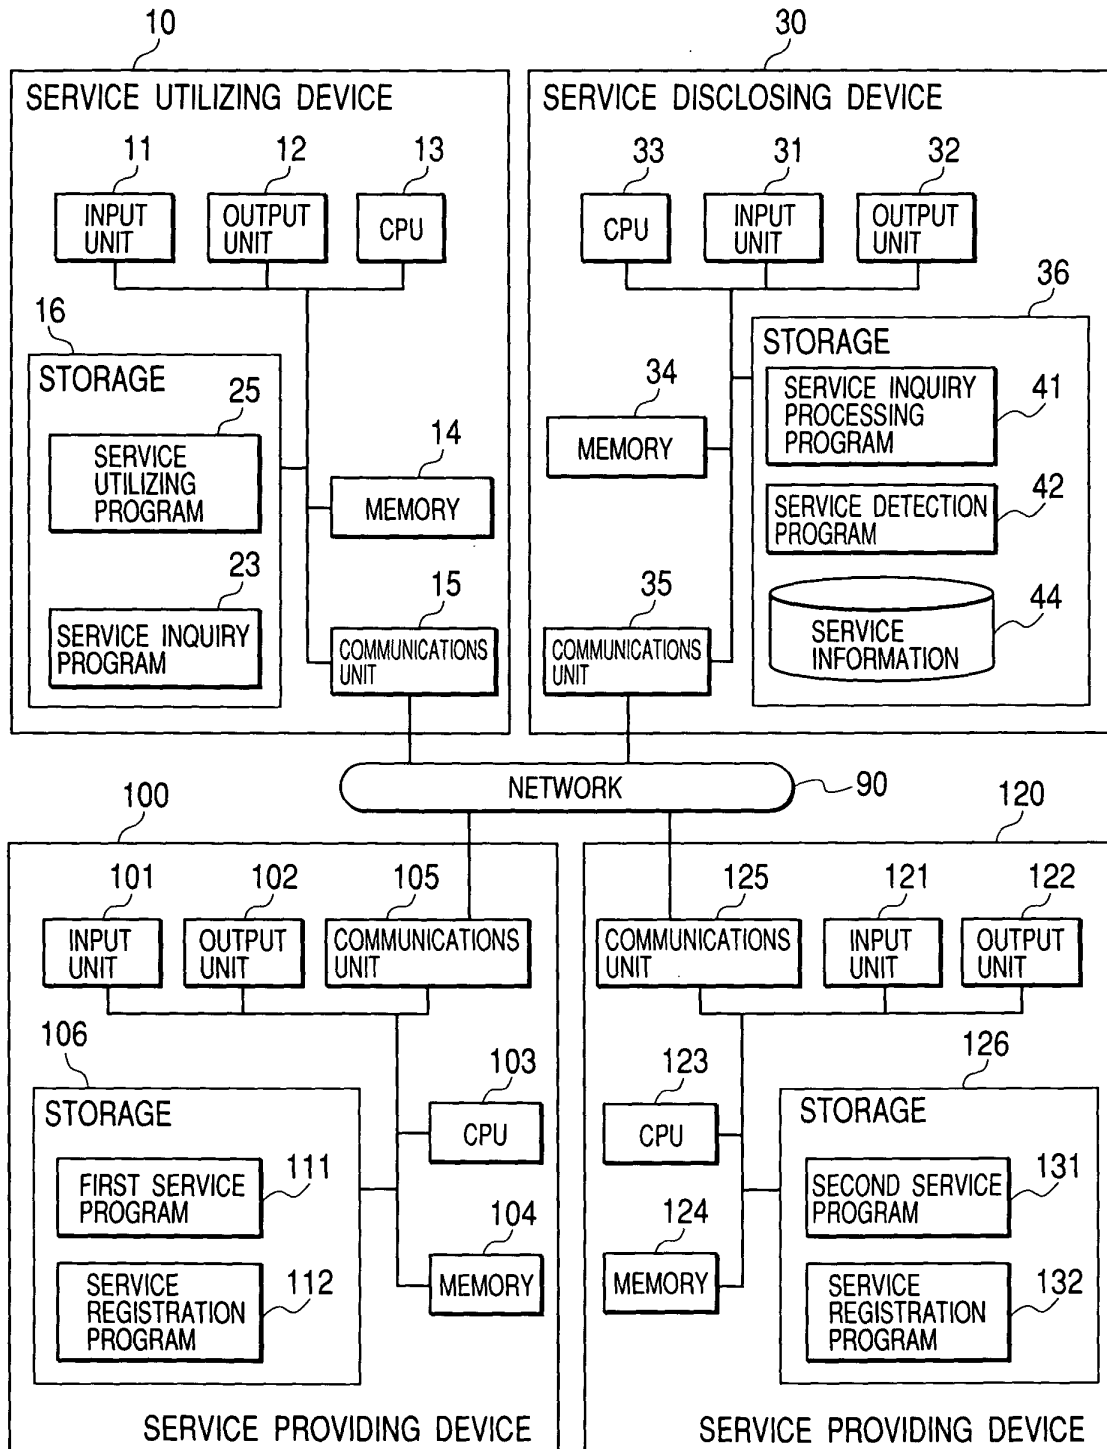 10
30
SERVICE UTILIZING DEVICE
SERVICE DISCLOSING DEVICE
11
12
13
33
31
32
INPUT
UNIT
OUTPUT
UNIT
CPU
CPU
INPUT
UNIT
OUTPUT
UNIT
16
36
STORAGE
STORAGE
25
SERVICE
UTILIZING
PROGRAM
14
MEMORY
34
MEMORY
SERVICE INQUIRY
PROCESSING
PROGRAM
41
SERVICE DETECTION
PROGRAM
42
23
SERVICE INQUIRY
PROGRAM
15
COMMUNICATIONS
UNIT
35
COMMUNICATIONS
UNIT
SERVICE
INFORMATION
44
NETWORK
90
100
120
101
102
105
125
121
122
INPUT
UNIT
OUTPUT
UNIT
COMMUNICATIONS
UNIT
COMMUNICATIONS
UNIT
INPUT
UNIT
OUTPUT
UNIT
106
103
123
126
STORAGE
CPU
CPU
STORAGE
FIRST SERVICE
PROGRAM
111
104
MEMORY
124
MEMORY
SECOND SERVICE
PROGRAM
131
SERVICE
REGISTRATION
PROGRAM
112
SERVICE
REGISTRATION
PROGRAM
132
SERVICE PROVIDING DEVICE
SERVICE PROVIDING DEVICE